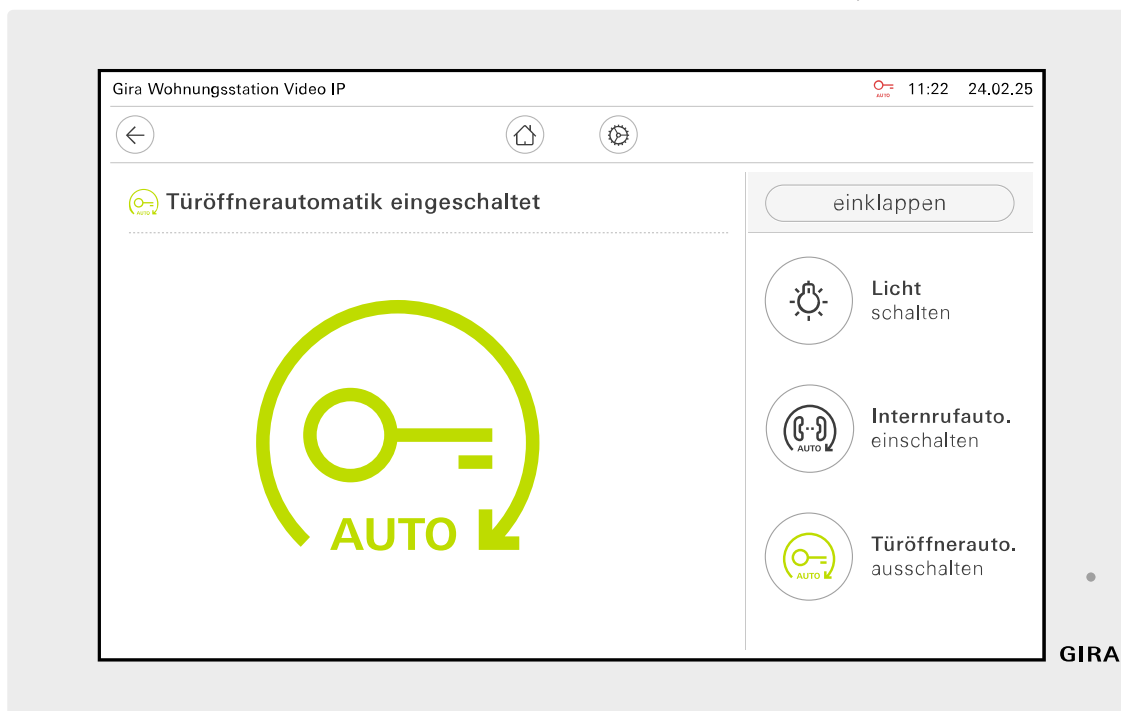 Gira Wohnungsstation Video IP
AUTO 11:22 24.02.25
AUTO Türöffnerautomatik eingeschaltet
einklappen
Licht
schalten
AUTO
Internrufauto.
einschalten
AUTO
Türöffnerauto.
ausschalten
AUTO
GIRA